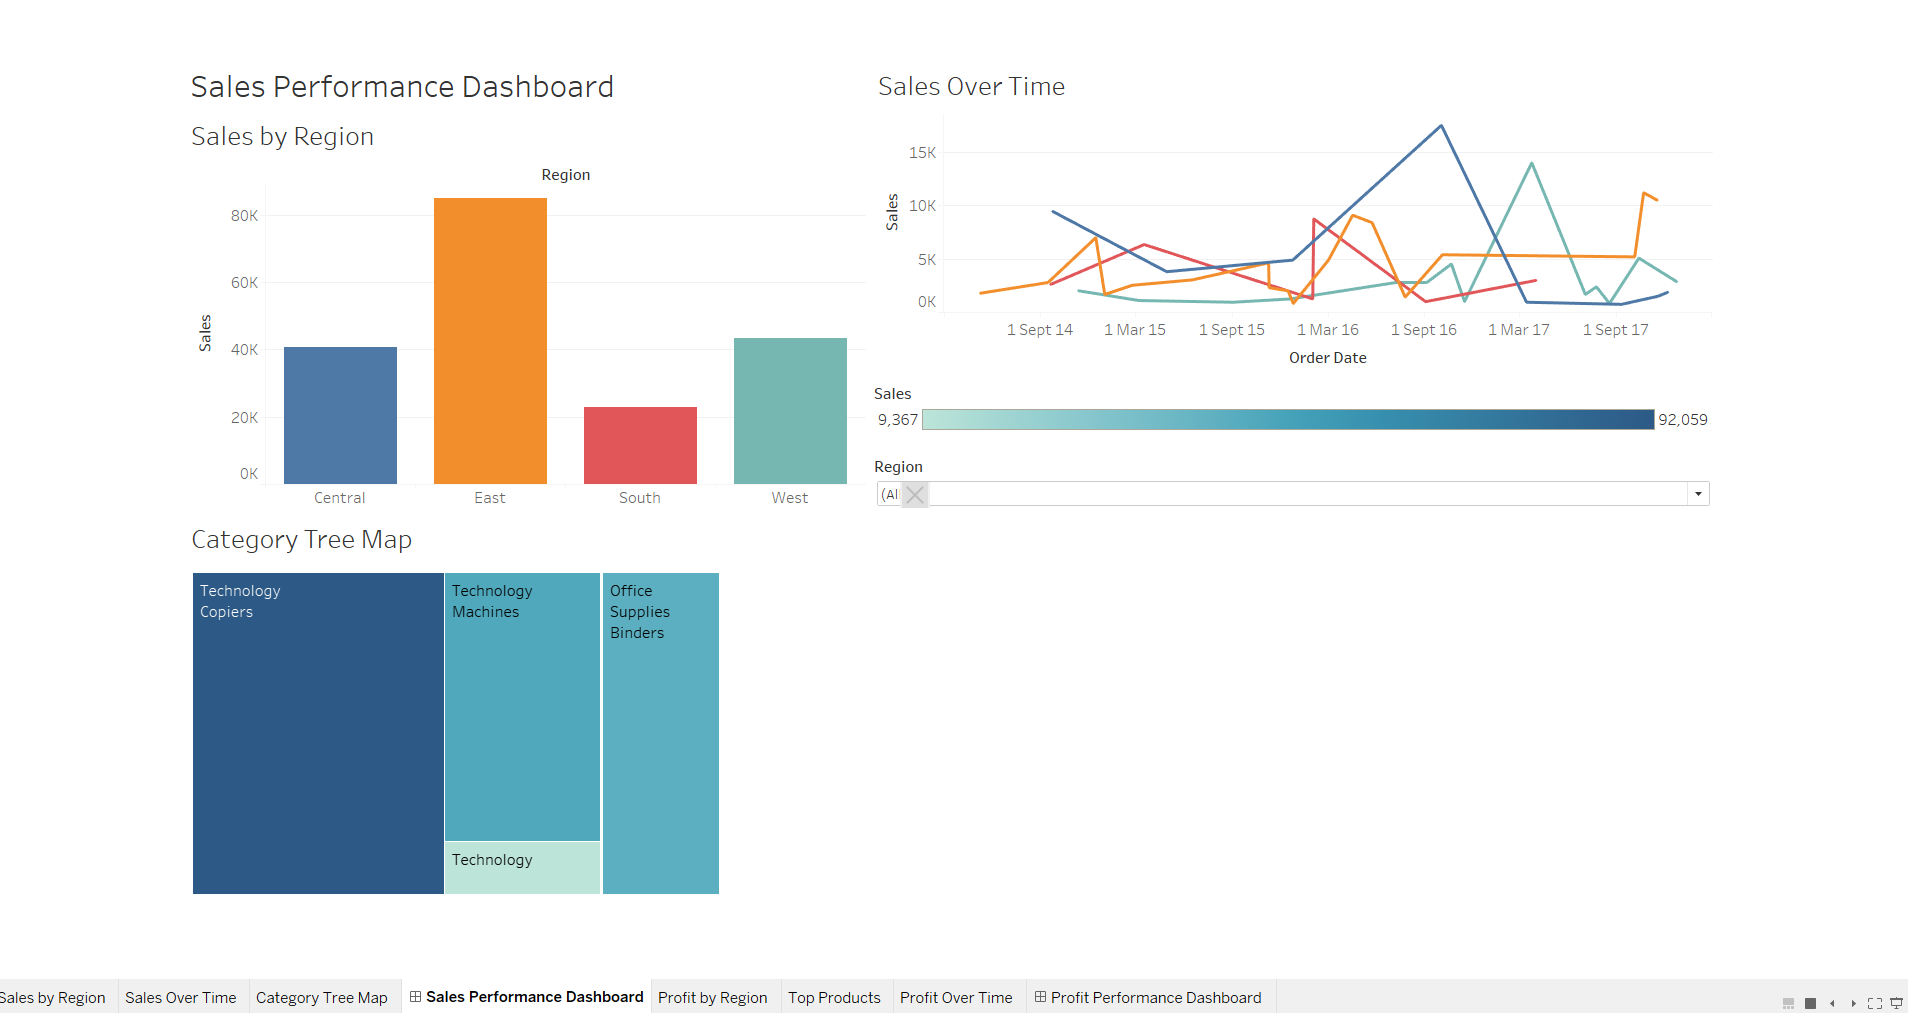 Sales Performance Dashboard
Sales by Region
Region
80K
60K
40K
20K
0K
Sales
Central
East
South
West
Sales Over Time
15K
10K
5K
0K
Sales
1 Sept 14
1 Mar 15
1 Sept 15
1 Mar 16
1 Sept 16
1 Mar 17
1 Sept 17
Order Date
Sales
9,367
92,059
Region
(Al
Category Tree Map
Technology
Copiers
Technology
Machines
Office
Supplies
Binders
Technology
Sales by Region
Sales Over Time
Category Tree Map
Sales Performance Dashboard
Profit by Region
Top Products
Profit Over Time
Profit Performance Dashboard